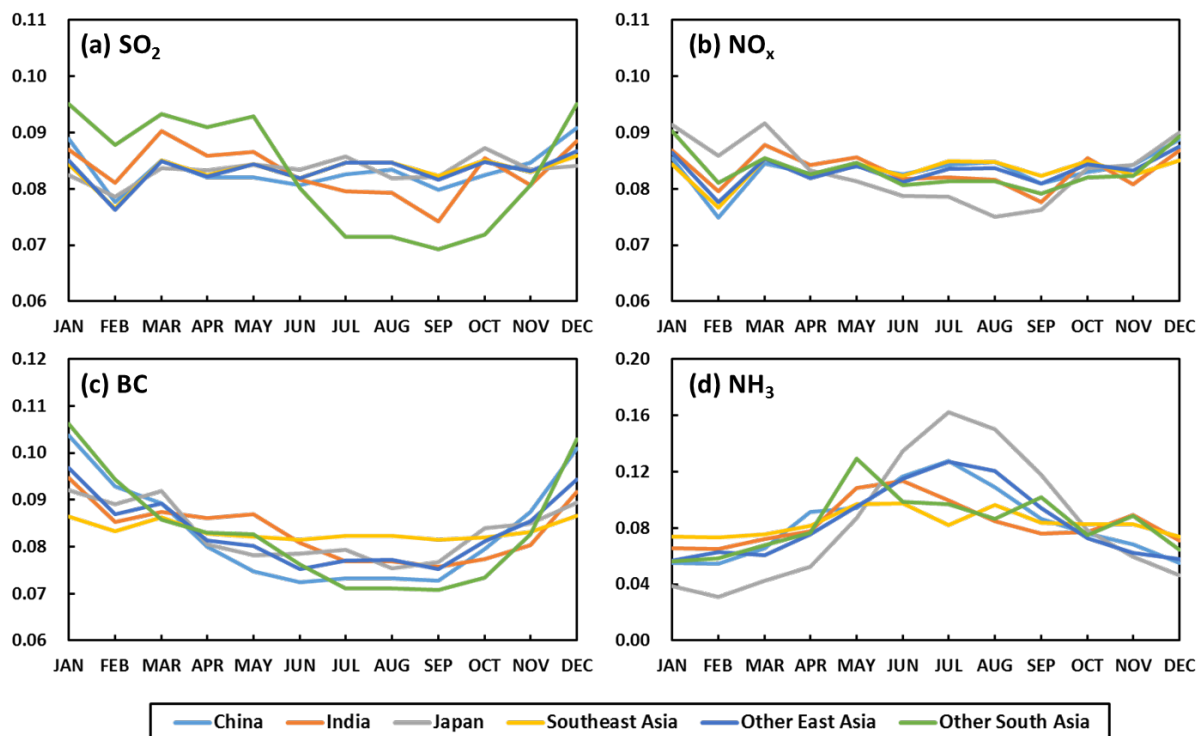 (a) SO2
0.11
0.10
0.09
0.08
0.07
0.06
JAN FEB MAR APR MAY JUN JUL AUG SEP OCT NOV DEC
(b) NOx
0.11
0.10
0.09
0.08
0.07
0.06
JAN FEB MAR APR MAY JUN JUL AUG SEP OCT NOV DEC
(c) BC
0.12
0.11
0.10
0.09
0.08
0.07
0.06
JAN FEB MAR APR MAY JUN JUL AUG SEP OCT NOV DEC
(d) NH3
0.20
0.16
0.12
0.08
0.04
0.00
JAN FEB MAR APR MAY JUN JUL AUG SEP OCT NOV DEC
China India Japan Southeast Asia Other East Asia Other South Asia